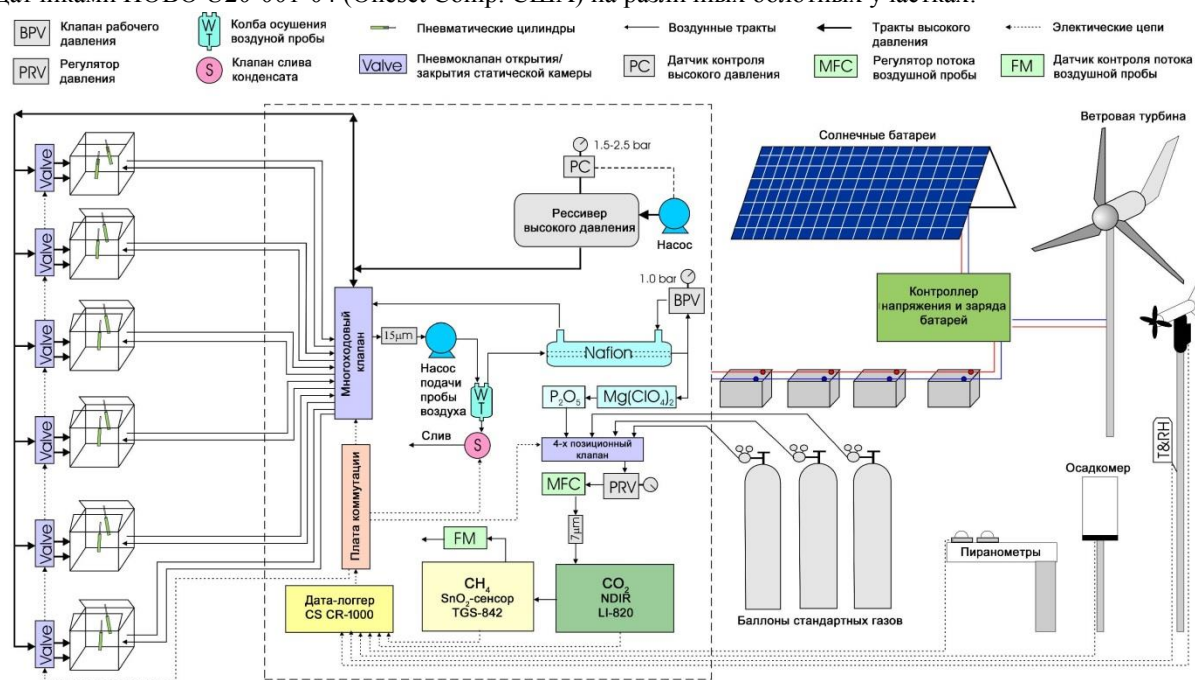 датчиками HOBO U20-001-04 (Oneset Comp. США) на различных болотных участках.
BPV
Клапан рабочего
давления
WT
Колба осушения
воздуной пробы
Пневматические цилиндры
Воздунные тракты
Тракты высокого
давления
Электические цепи
PRV
Регулятор
давления
S
Клапан слива
конденсата
Valve
Пневмоклапан открытия/
закрытия статической камеры
PC
Датчик контроля
высокого давления
MFC
Регулятор потока
воздушной пробы
FM
Датчик контроля потока
воздушной пробы
Valve
Valve
Valve
Valve
Valve
Valve
1.5-2.5 bar
PC
Рессивер
высокого давления
Насос
1.0 bar
BPV
Многоходовый
клапан
15μm
Насос
подачи
пробы
воздуха
Nafion
WT
P2O5
Mg(ClO4)2
Слив
S
4-х позиционный
клапан
MFC
PRV
7μm
Плата коммутации
FM
Дата-логгер
CS CR-1000
CH4
SnO2-сенсор
TGS-842
CO2
NDIR
LI-820
Солнечные батареи
Ветровая турбина
Контроллер
напряжения и заряда
батарей
Баллоны стандартных газов
T&RH
Осадкомер
Пиранометры